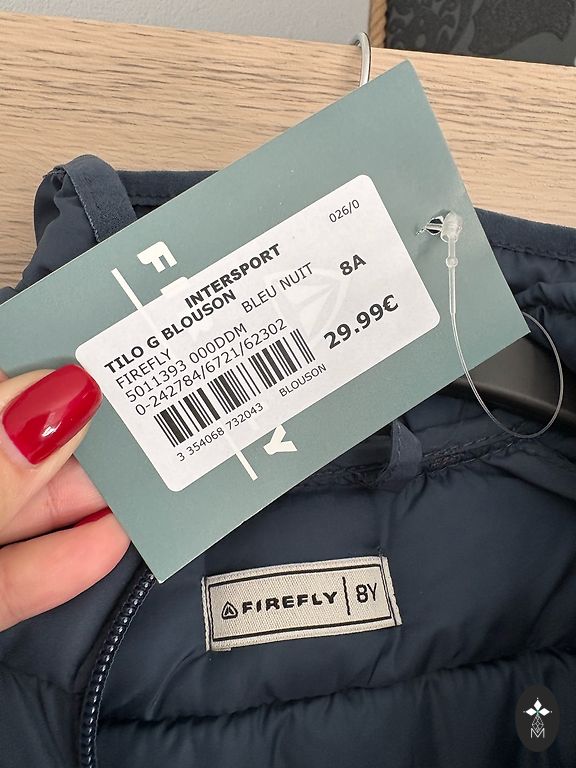 026/0
INTERSPORT
TILO G BLOUSON
FIREFLY BLEU NUIT 8A
5011393 000DDM
0-242784/6721/62302
29.99€
3 354068 732043 BLOUSON
FIREFLY 8Y
M